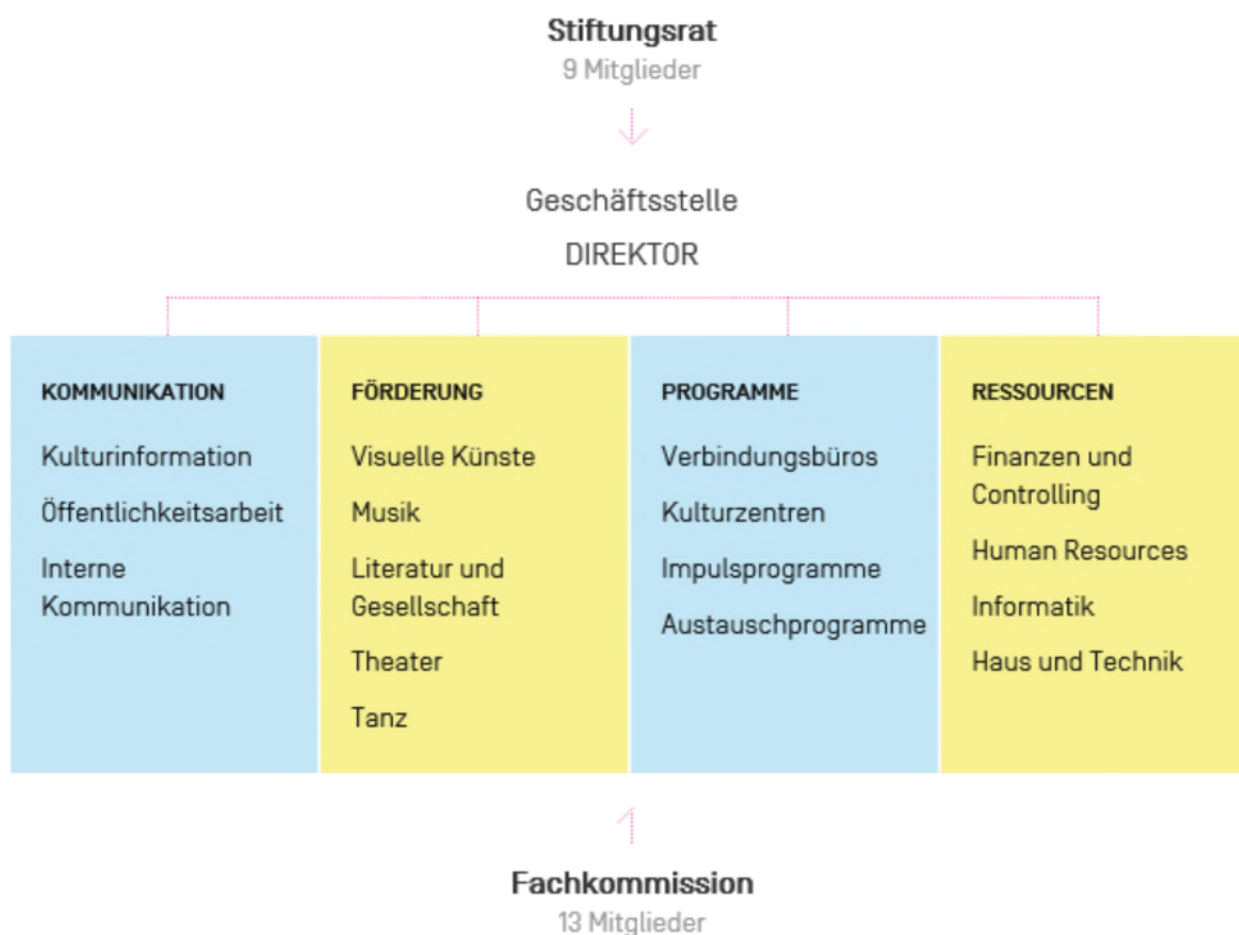 Stiftungsrat
9 Mitglieder
Geschäftsstelle
DIREKTOR
KOMMUNIKATION
Kulturinformation
Öffentlichkeitsarbeit
Interne
Kommunikation
FÖRDERUNG
Visuelle Künste
Musik
Literatur und
Gesellschaft
Theater
Tanz
PROGRAMME
Verbindungsbüros
Kulturzentren
Impulsprogramme
Austauschprogramme
RESSOURCEN
Finanzen und
Controlling
Human Resources
Informatik
Haus und Technik
Fachkommission
13 Mitglieder